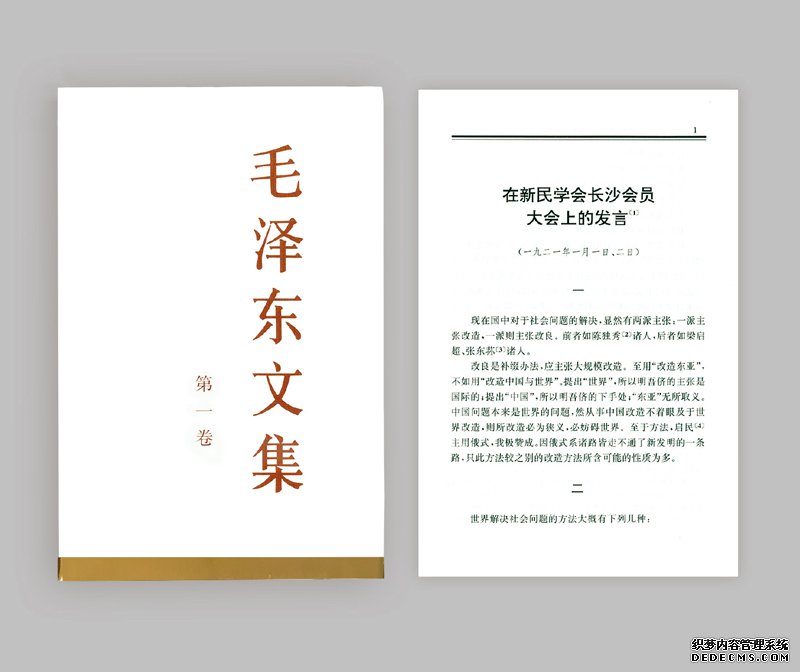 毛泽东文集
第一卷
1
在新民学会长沙会员
大会上的发言〔1〕
(一九二一年一月一日、二日)
一
现在国中对于社会问题的解决,显然有两派主张:一派主
张改造,一派则主张改良。前者如陈独秀〔2〕诸人,后者如梁启
超、张东荪〔3〕诸人。
改良是补缀办法,应主张大规模改造。至用“改造东亚”,
不如用“改造中国与世界”,提出“世界”,所以明吾侪的主张是
国际的;提出“中国”,所以明吾侪的下手处;“东亚”无所取义。
中国问题本来是世界的问题,然从事中国改造不着眼及于世
界改造,则所改造必为狭义,必妨碍世界。至于方法,启民〔4〕
主用俄式,我极赞成。因俄式系诸路皆走不通了新发明的一条
路,只此方法较之别的改造方法所含可能的性质为多。
二
世界解决社会问题的方法大概有下列几种:
织梦内容管理系统
DEDECMS.COM